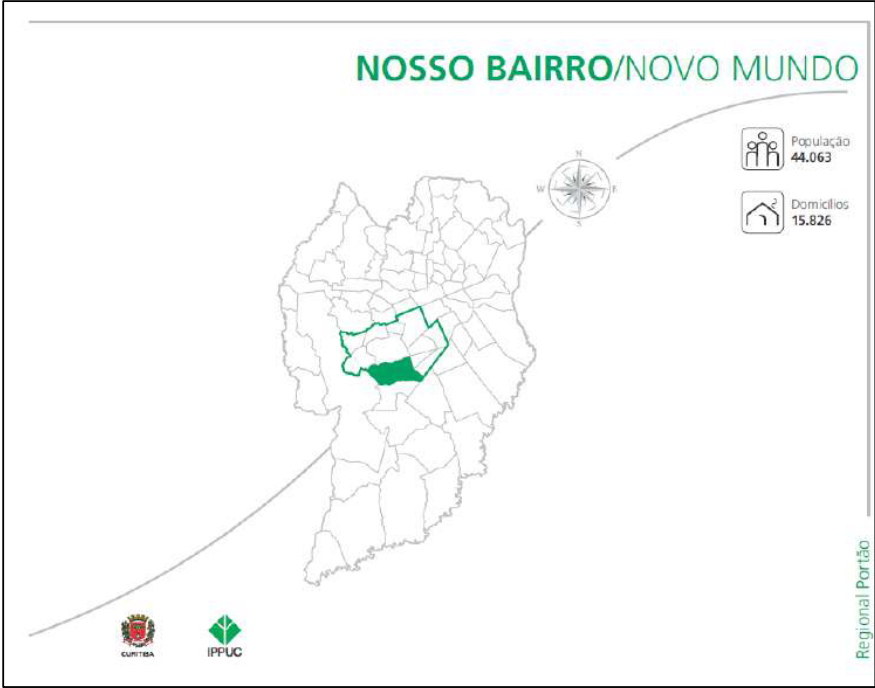 NOSSO BAIRRO/NOVO MUNDO
População
44.063
Domicílios
15.826
N
W
E
S
Regional Portão
CURITIBA
IPPUC